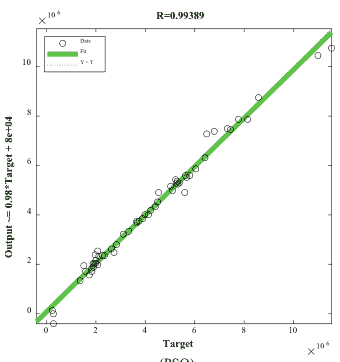 R=0.99389
× 10^6
Data
Fit
Y = T
10
8
6
4
2
0
Output ~= 0.98*Target + 8e+04
0 2 4 6 8 10
Target
× 10^6
(PSO)